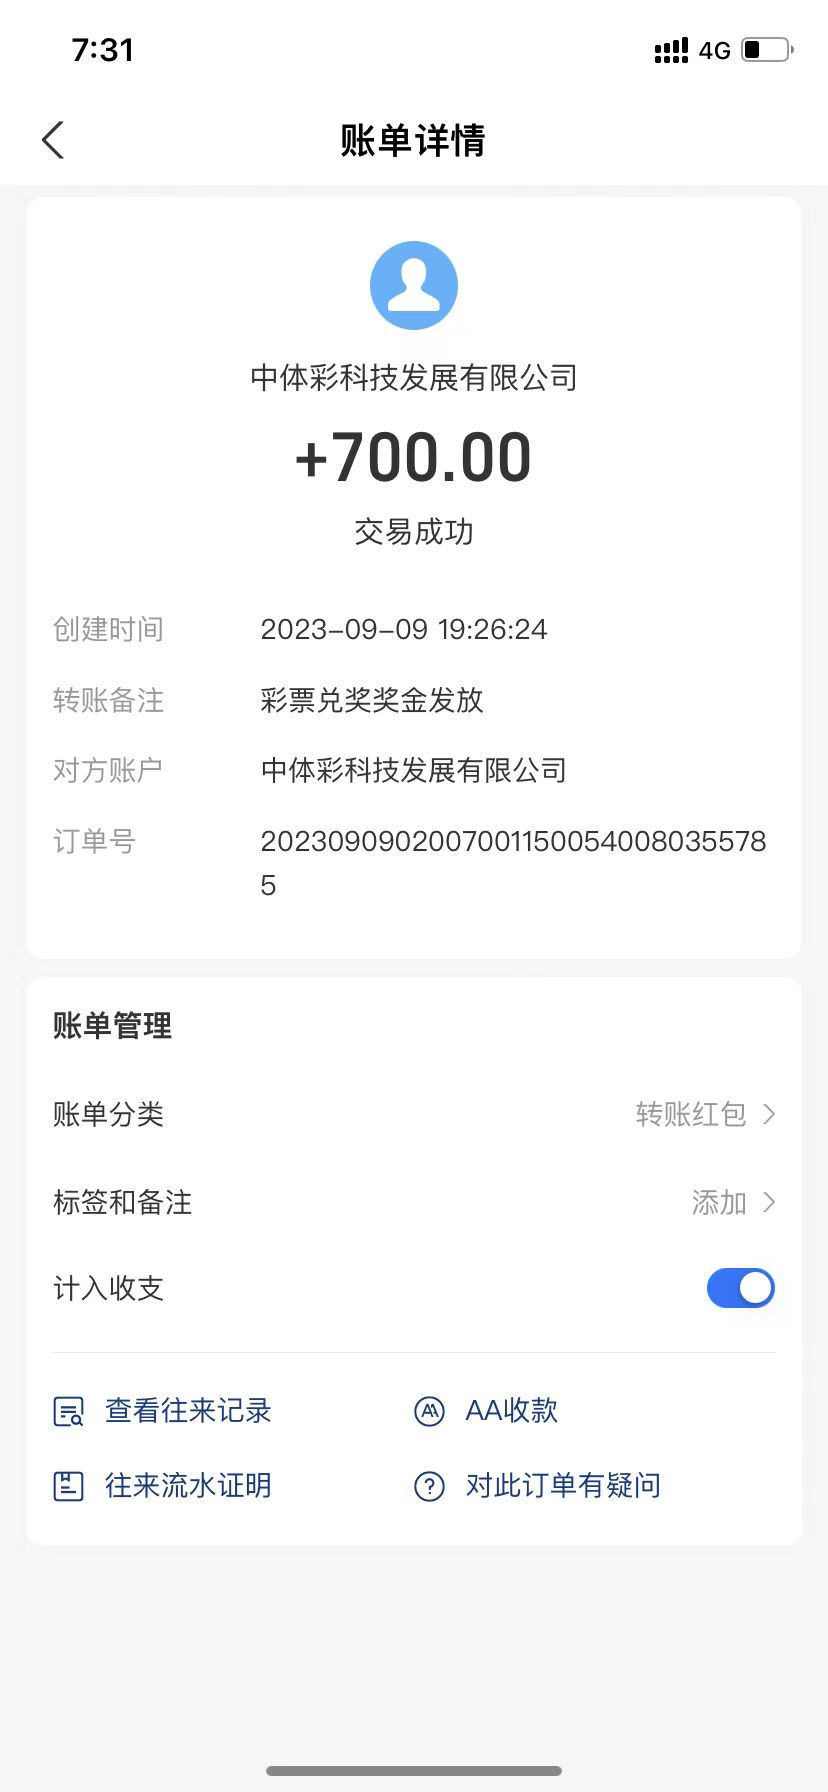 7:31
4G
账单详情
中体彩科技发展有限公司
+700.00
交易成功
创建时间 2023-09-09 19:26:24
转账备注 彩票兑奖奖金发放
对方账户 中体彩科技发展有限公司
订单号 2023090902007001150054008035578
5
账单管理
账单分类 转账红包
标签和备注 添加
计入收支
查看往来记录 AA收款
往来流水证明 对此订单有疑问